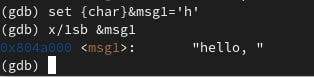 (gdb) set {char}&msg1='h'
(gdb) x/1sb &msg1
0x804a000 <msg1>:        "hello, "
(gdb)